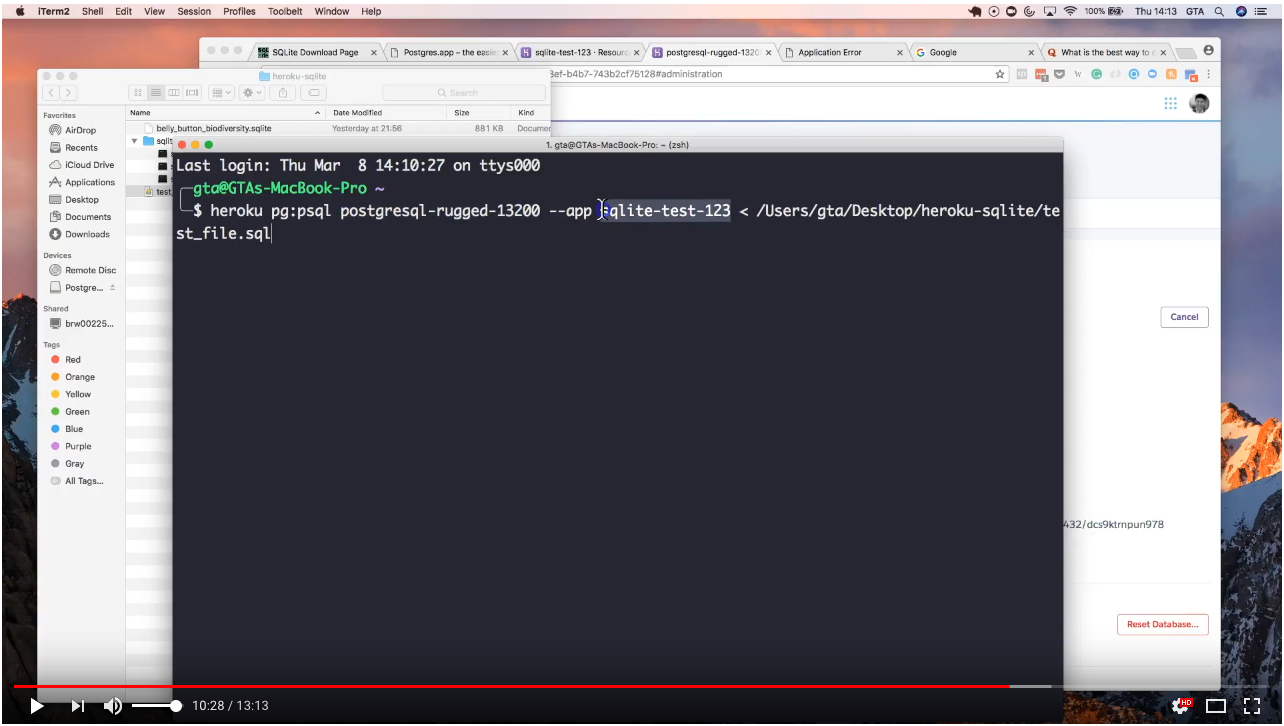 iTerm2 Shell Edit View Session Profiles Toolbelt Window Help 100% Thu 14:13 GTA
SQLite Download Page Postgres.app – the easie sqlite-test-123 · Resour postgresql-rugged-1320 Application Error Google What is the best way to
ef-b4b7-743b2cf75128#administration
heroku-sqlite
Search
Name Date Modified Size Kind
belly_button_biodiversity.sqlite Yesterday at 21:56 881 KB Documen
sqlit
test
Favorites
AirDrop
Recents
iCloud Drive
Applications
Desktop
Documents
Downloads
Devices
Remote Disc
Postgre...
Shared
brw00225...
Tags
Red
Orange
Yellow
Green
Blue
Purple
Gray
All Tags...
1. gta@GTAs-MacBook-Pro: ~ (zsh)
Last login: Thu Mar 8 14:10:27 on ttys000
gta@GTAs-MacBook-Pro ~
$ heroku pg:psql postgresql-rugged-13200 --app sqlite-test-123 < /Users/gta/Desktop/heroku-sqlite/te
st_file.sql
Cancel
432/dcs9ktrnpun978
Reset Database...
10:28 / 13:13
HD